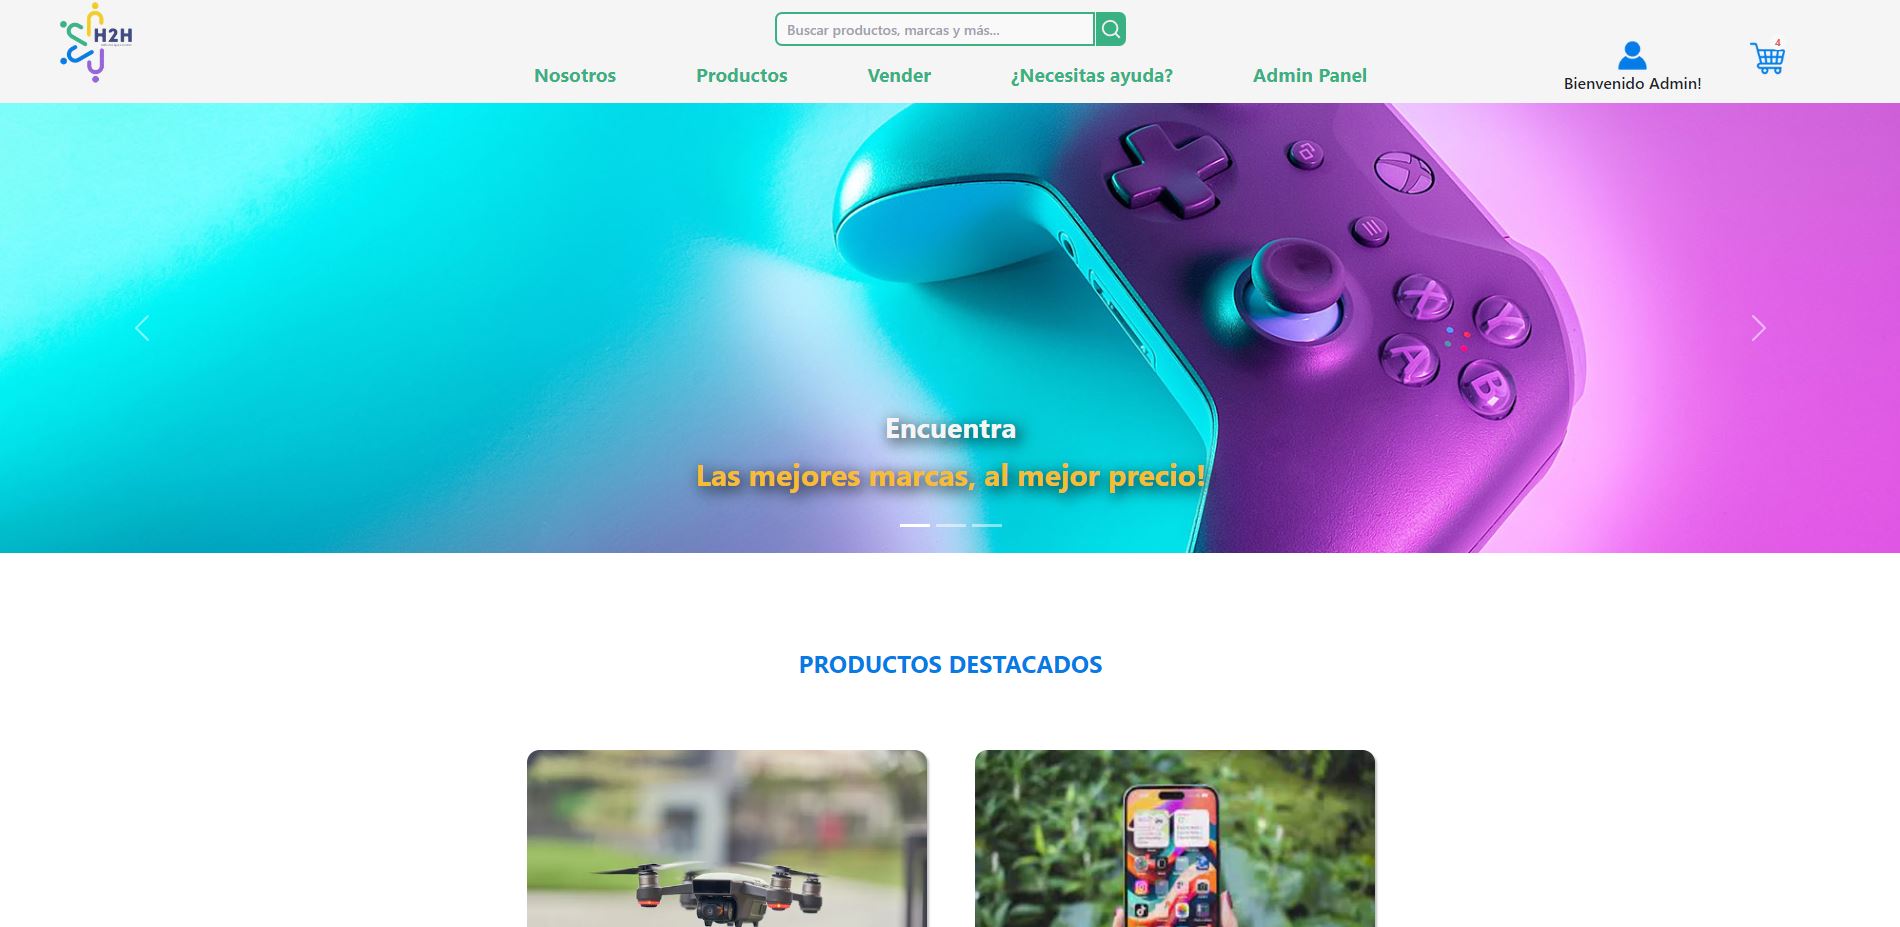 H2H
Buscar productos, marcas y más...
Nosotros
Productos
Vender
¿Necesitas ayuda?
Admin Panel
Bienvenido Admin!
4
X
Y
A
B
Encuentra
Las mejores marcas, al mejor precio!
PRODUCTOS DESTACADOS